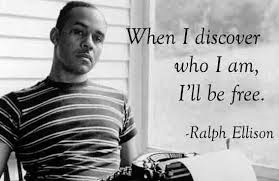 When I discover
who I am,
I'll be free.
-Ralph Ellison